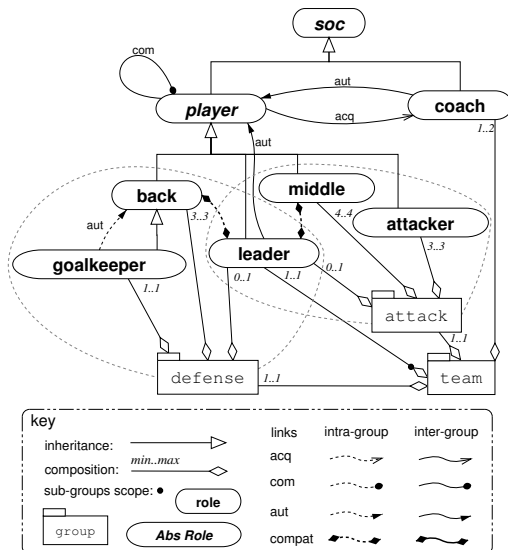 soc
com
aut
player
coach
acq
1..2
aut
middle
back
aut
3..3
4..4
attacker
3..3
goalkeeper
leader
1..1
0..1
1..1
0..1
attack
1..1
defense
1..1
team
key
links
intra-group
inter-group
inheritance:
acq
composition:
min..max
com
sub-groups scope:
role
aut
group
Abs Role
compat